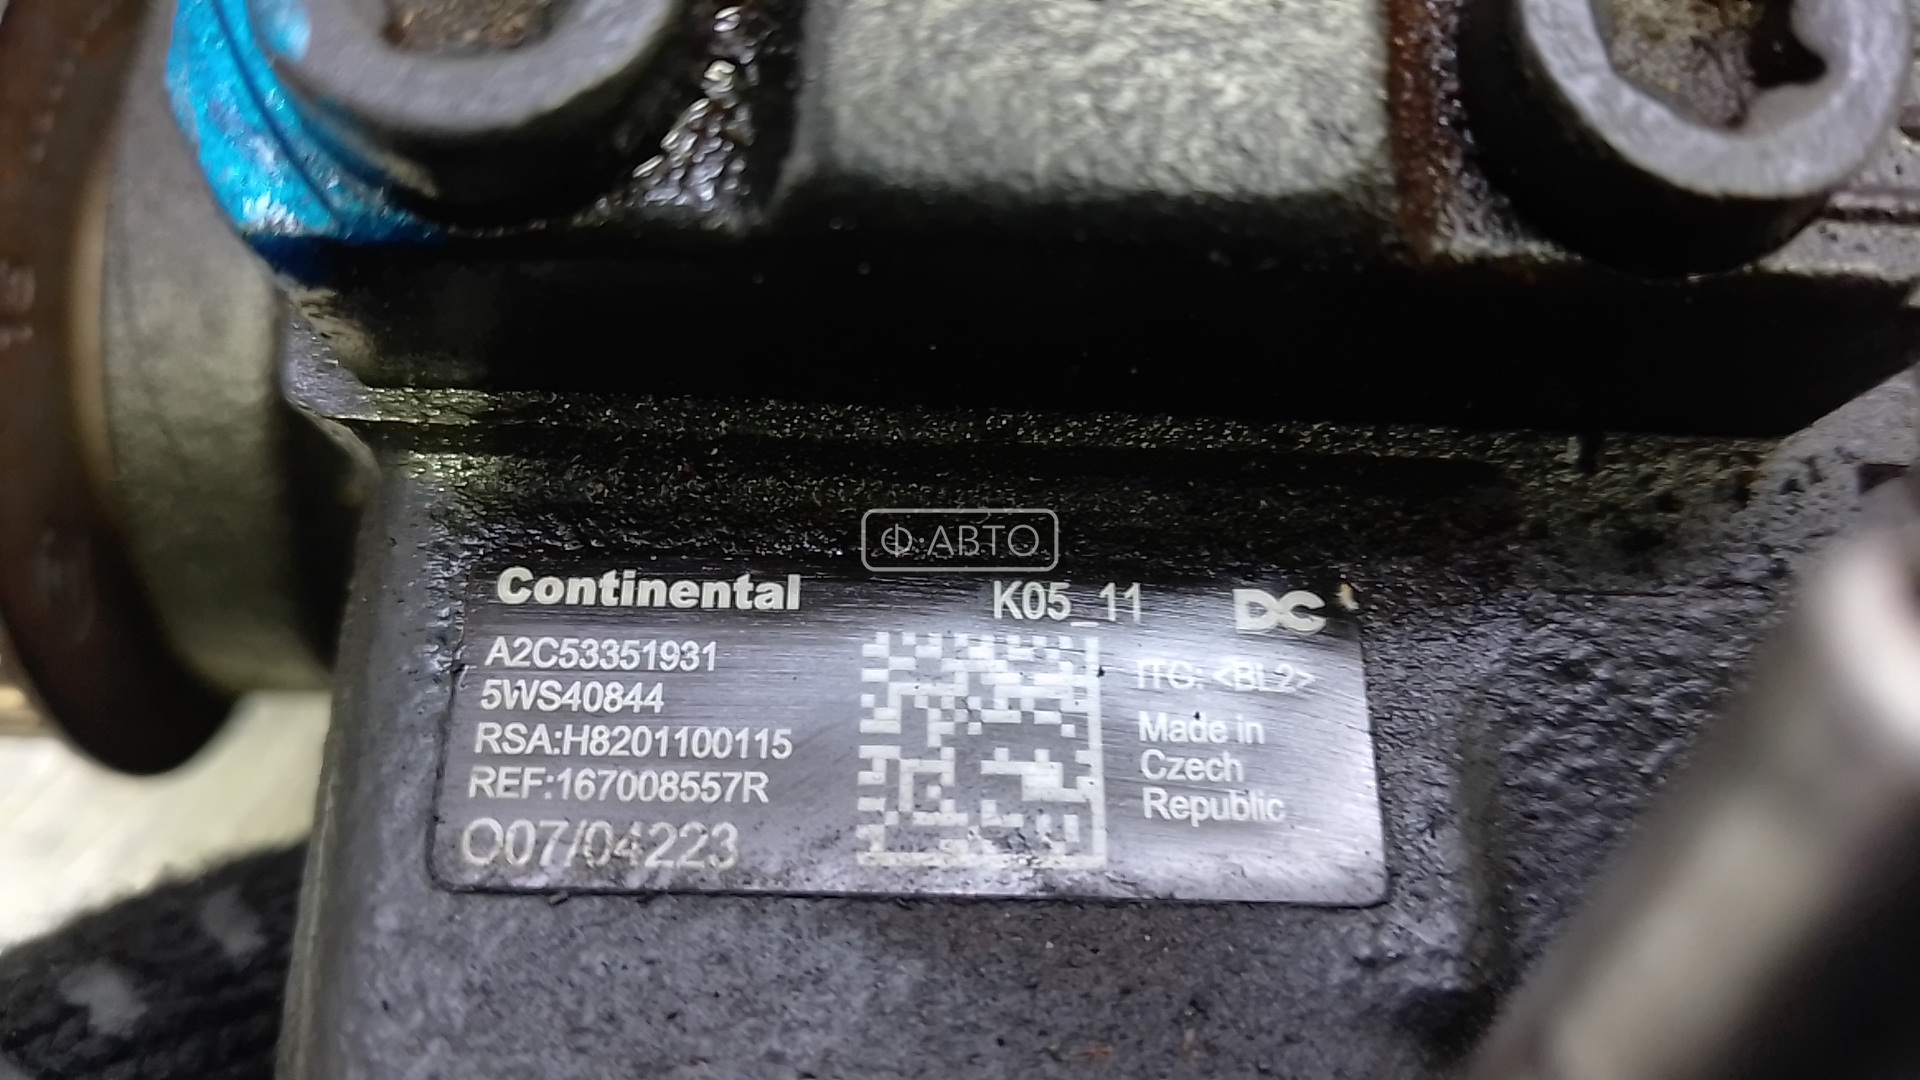 Ф·АВТО
Continental K05_11 DC
A2C53351931
5WS40844 ITG: <BL2>
RSA:H8201100115 Made in
REF:167008557R Czech
O07/04223 Republic